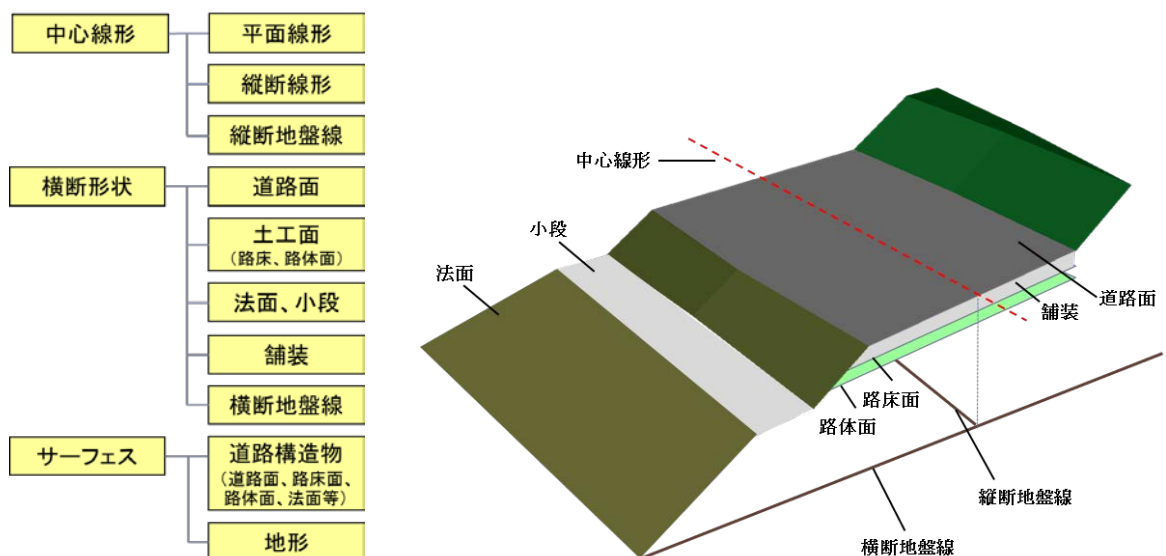 中心線形
平面線形
縦断線形
縦断地盤線
横断形状
道路面
土工面
（路床、路体面）
法面、小段
舗装
横断地盤線
サーフェス
道路構造物
（道路面、路床面、
路体面、法面等）
地形
中心線形
小段
法面
道路面
舗装
路床面
路体面
縦断地盤線
横断地盤線